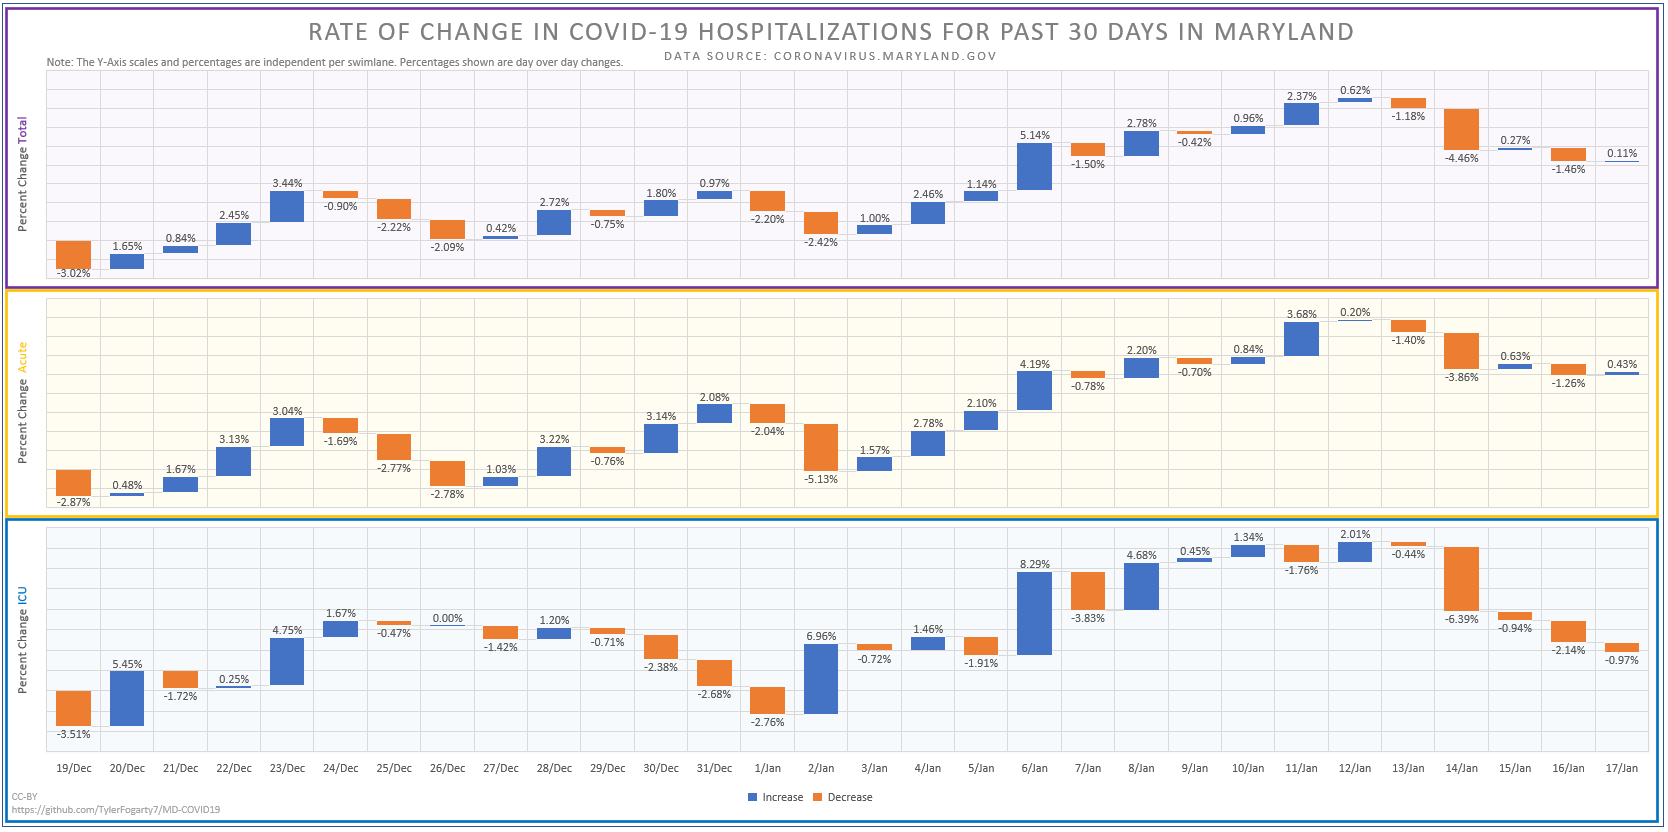 RATE OF CHANGE IN COVID-19 HOSPITALIZATIONS FOR PAST 30 DAYS IN MARYLAND
DATA SOURCE: CORONAVIRUS.MARYLAND.GOV
Note: The Y-Axis scales and percentages are independent per swimlane. Percentages shown are day over day changes.
Percent Change Total
-3.02% 1.65% 0.84% 2.45% 3.44% -0.90% -2.22% -2.09% 0.42% 2.72% -0.75% 1.80% 0.97% -2.20% -2.42% 1.00% 2.46% 1.14% 5.14% -1.50% 2.78% -0.42% 0.96% 2.37% 0.62% -1.18% -4.46% 0.27% -1.46% 0.11%
Percent Change Acute
-2.87% 0.48% 1.67% 3.13% 3.04% -1.69% -2.77% -2.78% 1.03% 3.22% -0.76% 3.14% 2.08% -2.04% -5.13% 1.57% 2.78% 2.10% 4.19% -0.78% 2.20% -0.70% 0.84% 3.68% 0.20% -1.40% -3.86% 0.63% -1.26% 0.43%
Percent Change ICU
-3.51% 5.45% -1.72% 0.25% 4.75% 1.67% -0.47% 0.00% -1.42% 1.20% -0.71% -2.38% -2.68% -2.76% 6.96% -0.72% 1.46% -1.91% 8.29% -3.83% 4.68% 0.45% 1.34% -1.76% 2.01% -0.44% -6.39% -0.94% -2.14% -0.97%
19/Dec 20/Dec 21/Dec 22/Dec 23/Dec 24/Dec 25/Dec 26/Dec 27/Dec 28/Dec 29/Dec 30/Dec 31/Dec 1/Jan 2/Jan 3/Jan 4/Jan 5/Jan 6/Jan 7/Jan 8/Jan 9/Jan 10/Jan 11/Jan 12/Jan 13/Jan 14/Jan 15/Jan 16/Jan 17/Jan
Increase Decrease
CC-BY
https://github.com/TylerFogarty7/MD-COVID19